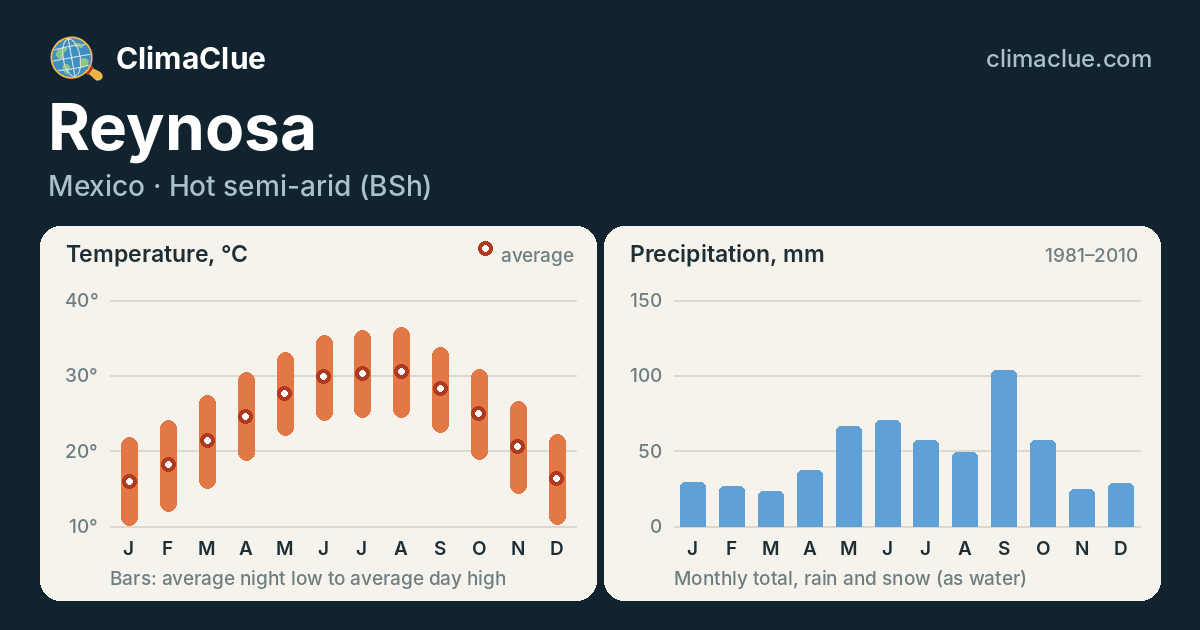 ClimaClue
climaclue.com
Reynosa
Mexico · Hot semi-arid (BSh)
Temperature, °C
average
40°
30°
20°
10°
J F M A M J J A S O N D
Bars: average night low to average day high
Precipitation, mm
1981–2010
150
100
50
0
J F M A M J J A S O N D
Monthly total, rain and snow (as water)